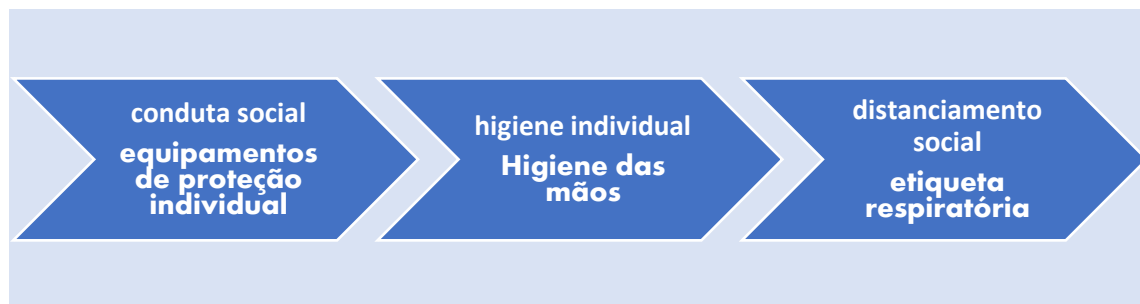 conduta social
equipamentos
de proteção
individual
higiene individual
Higiene das
mãos
distanciamento
social
etiqueta
respiratória